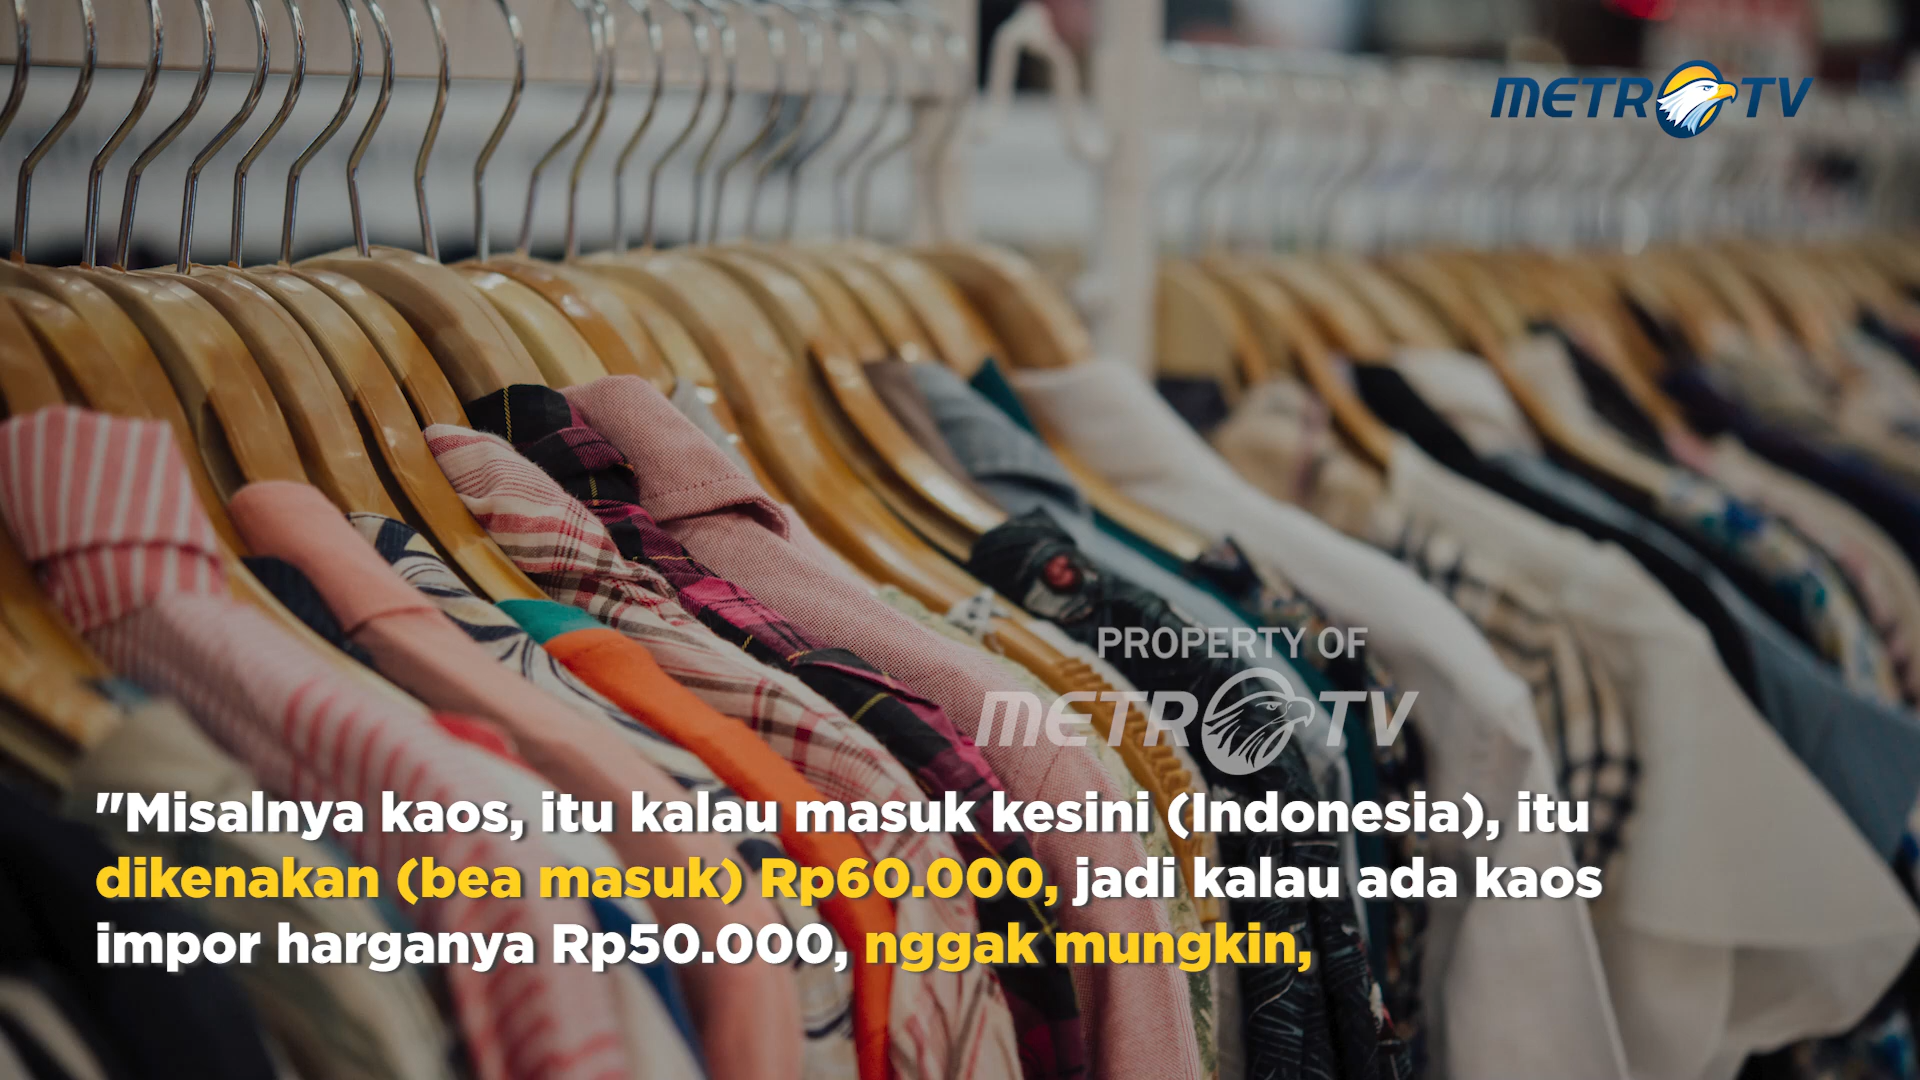 METRO TV
PROPERTY OF
METRO TV
"Misalnya kaos, itu kalau masuk kesini (Indonesia), itu
dikenakan (bea masuk) Rp60.000, jadi kalau ada kaos
impor harganya Rp50.000, nggak mungkin,